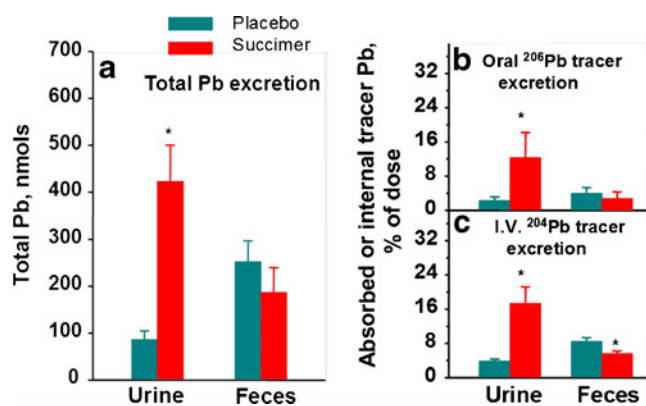 Placebo
Succimer
a
Total Pb excretion
Total Pb, nmols
700
600
500
400
300
200
100
0
*
Urine
Feces
Absorbed or internal tracer Pb,
% of dose
b
Oral ²⁰⁶Pb tracer
excretion
32
24
16
8
0
*
c
I.V. ²⁰⁴Pb tracer
excretion
32
24
16
8
0
*
*
Urine
Feces